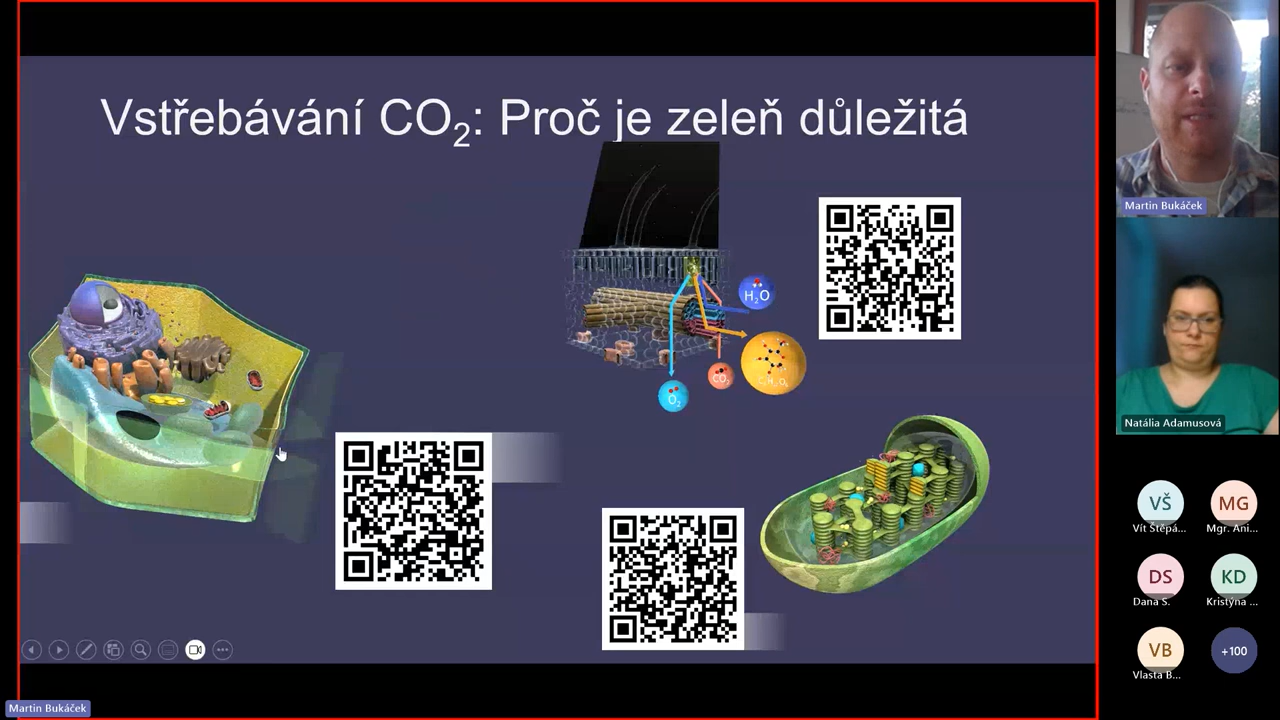 Vstřebávání CO₂: Proč je zeleň důležitá
H₂O
CO₂
C₆H₁₂O₆
O₂
Martin Bukáček
Natália Adamusová
VŠ
MG
Vít Štěpá...
Mgr. Ani...
DS
KD
Dana S.
Kristýna ...
VB
+100
Vlasta B...
Martin Bukáček